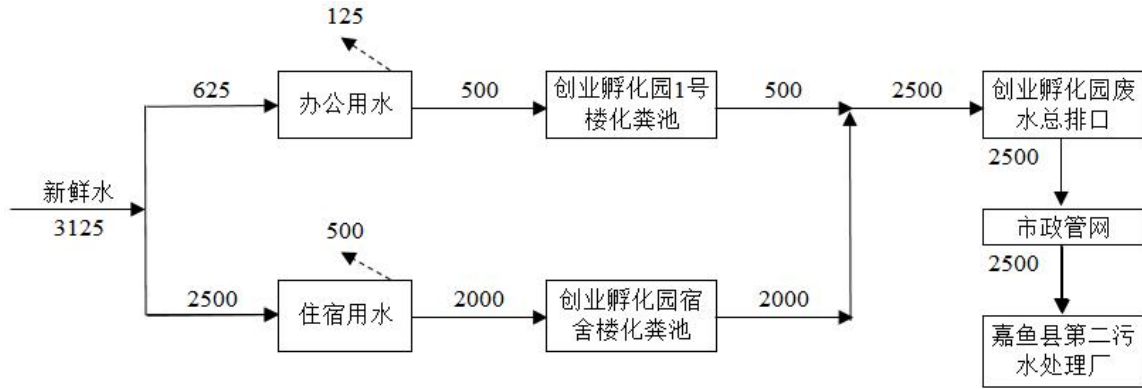 125
625
办公用水
500
创业孵化园1号
楼化粪池
500
2500
创业孵化园废
水总排口
2500
新鲜水
3125
市政管网
2500
500
2500
住宿用水
2000
创业孵化园宿
舍楼化粪池
2000
嘉鱼县第二污
水处理厂